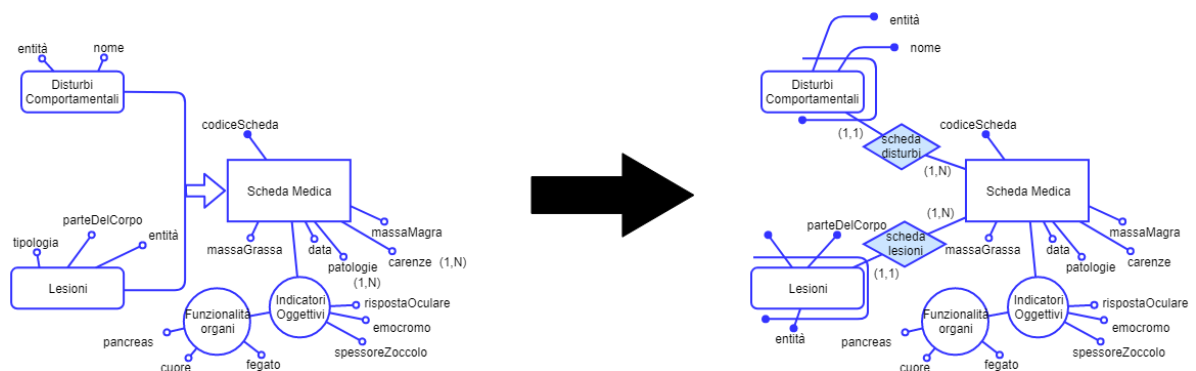 entità
nome
Disturbi
Comportamentali
codiceScheda
Scheda Medica
parteDelCorpo
tipologia
entità
Lesioni
massaMagra
massaGrassa
data
carenze (1,N)
patologie
(1,N)
Indicatori
Oggettivi
Funzionalità
organi
rispostaOculare
emocromo
spessoreZoccolo
pancreas
cuore
fegato
entità
nome
Disturbi
Comportamentali
(1,1)
scheda
disturbi
codiceScheda
(1,N)
Scheda Medica
(1,N)
parteDelCorpo
scheda
lesioni
(1,1)
Lesioni
entità
massaMagra
massaGrassa
data
carenze
patologie
Indicatori
Oggettivi
Funzionalità
organi
rispostaOculare
emocromo
spessoreZoccolo
pancreas
cuore
fegato